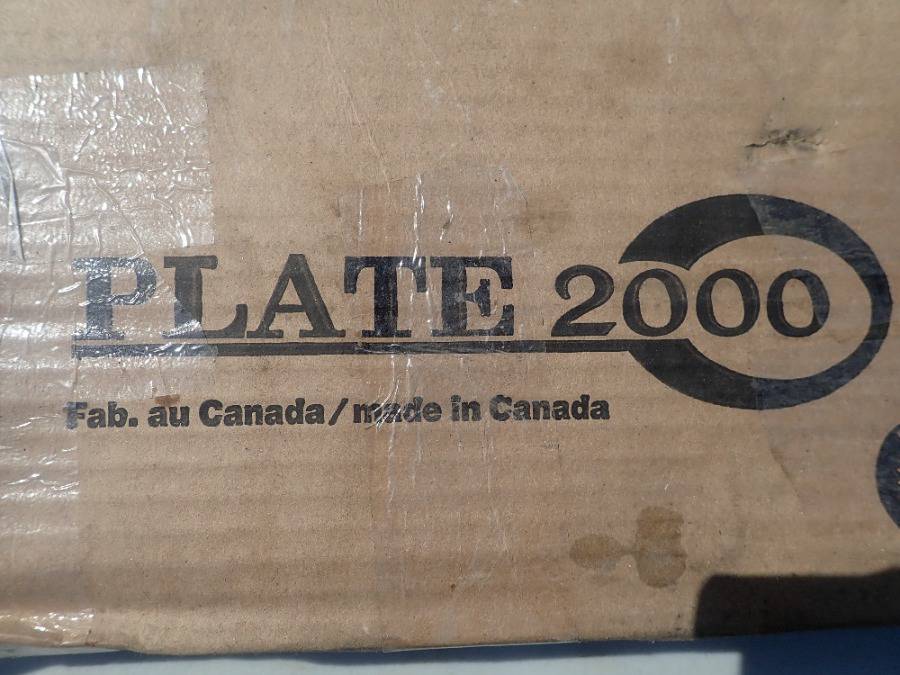 PLATE 2000
Fab. au Canada/made in Canada